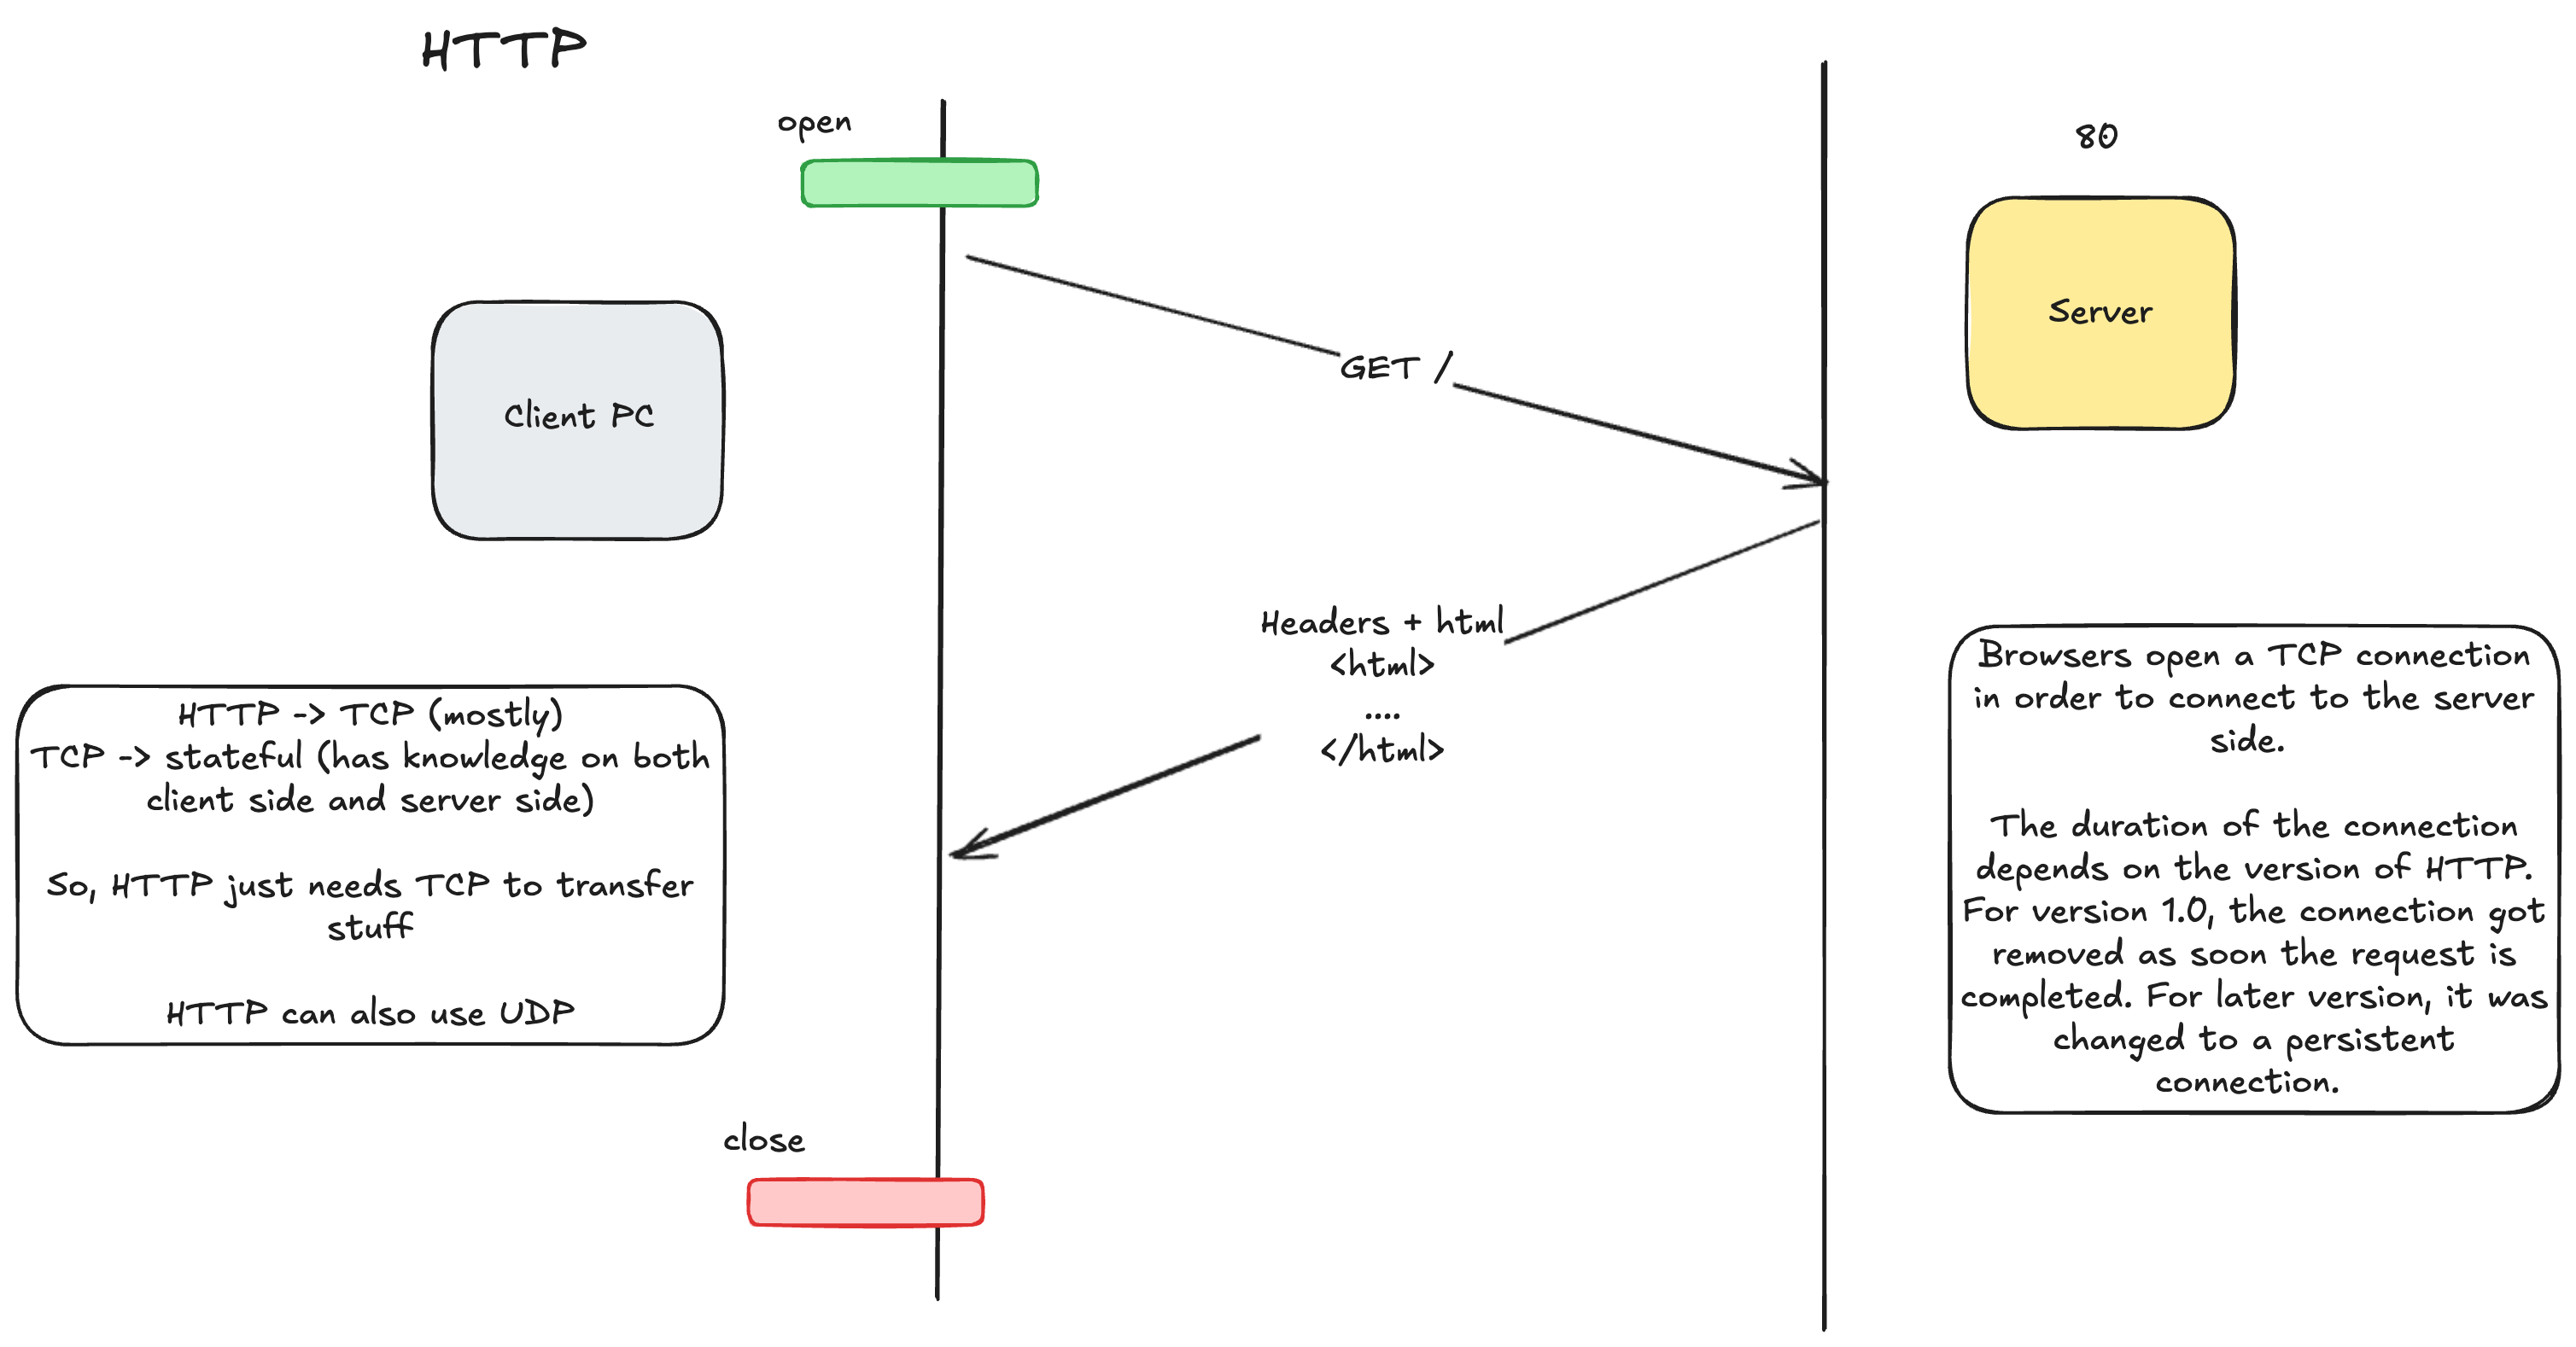 HTTP
open
80
Server
GET /
Client PC
Headers + html
<html>
....
</html>
HTTP -> TCP (mostly)
TCP -> stateful (has knowledge on both
client side and server side)
So, HTTP just needs TCP to transfer
stuff
HTTP can also use UDP
Browsers open a TCP connection
in order to connect to the server
side.
The duration of the connection
depends on the version of HTTP.
For version 1.0, the connection got
removed as soon the request is
completed. For later version, it was
changed to a persistent
connection.
close